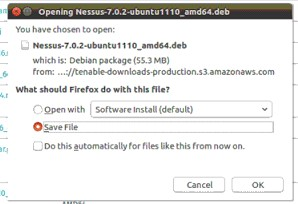 Opening Nessus-7.0.2-ubuntu1110_amd64.deb
You have chosen to open:
Nessus-7.0.2-ubuntu1110_amd64.deb
which is: Debian package (55.3 MB)
from: ...://tenable-downloads-production.s3.amazonaws.com
What should Firefox do with this file?
Open with Software Install (default)
Save File
Do this automatically for files like this from now on.
Cancel OK